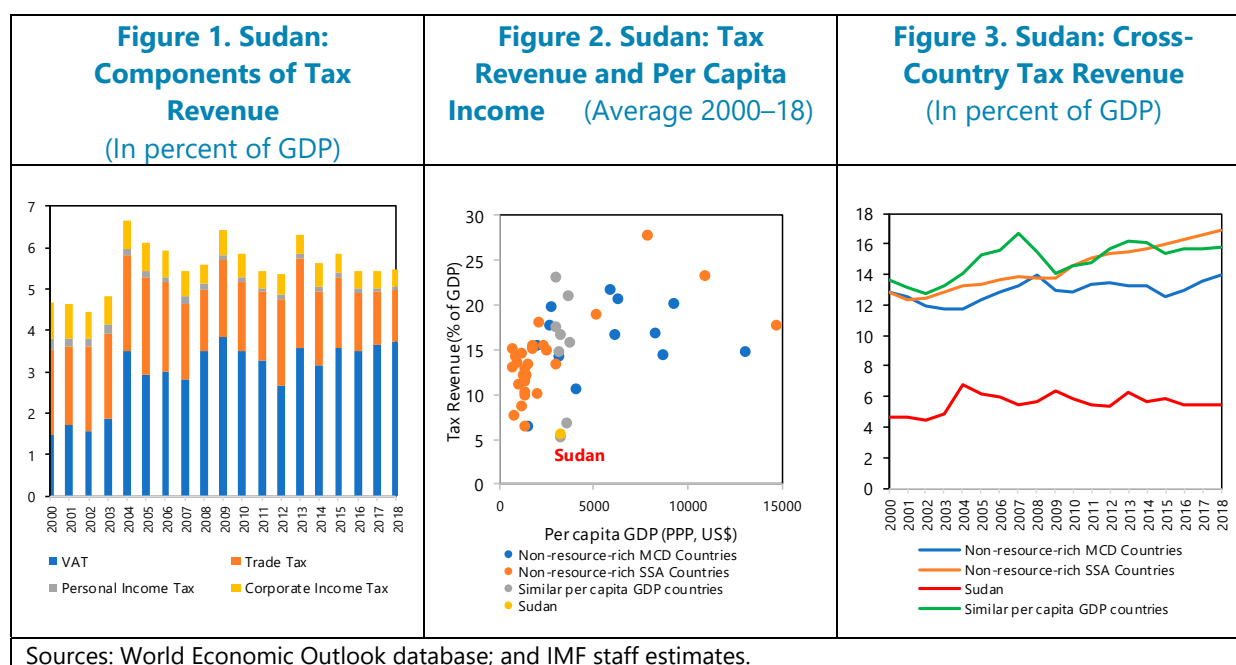 Figure 1. Sudan:
Components of Tax
Revenue
(In percent of GDP)
Figure 2. Sudan: Tax
Revenue and Per Capita
Income (Average 2000–18)
Figure 3. Sudan: Cross-
Country Tax Revenue
(In percent of GDP)
7
6
5
4
3
2
1
0
2000
2001
2002
2003
2004
2005
2006
2007
2008
2009
2010
2011
2012
2013
2014
2015
2016
2017
2018
VAT
Trade Tax
Personal Income Tax
Corporate Income Tax
Tax Revenue(% of GDP)
30
25
20
15
10
5
0
Sudan
0
5000
10000
15000
Per capita GDP (PPP, US$)
Non-resource-rich MCD Countries
Non-resource-rich SSA Countries
Similar per capita GDP countries
Sudan
18
16
14
12
10
8
6
4
2
0
2000
2001
2002
2003
2004
2005
2006
2007
2008
2009
2010
2011
2012
2013
2014
2015
2016
2017
2018
Non-resource-rich MCD Countries
Non-resource-rich SSA Countries
Sudan
Similar per capita GDP countries
Sources: World Economic Outlook database; and IMF staff estimates.